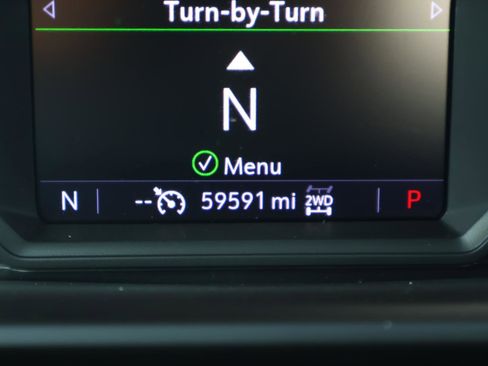 Turn-by-Turn
N
Menu
N -- 59591 mi 2WD P